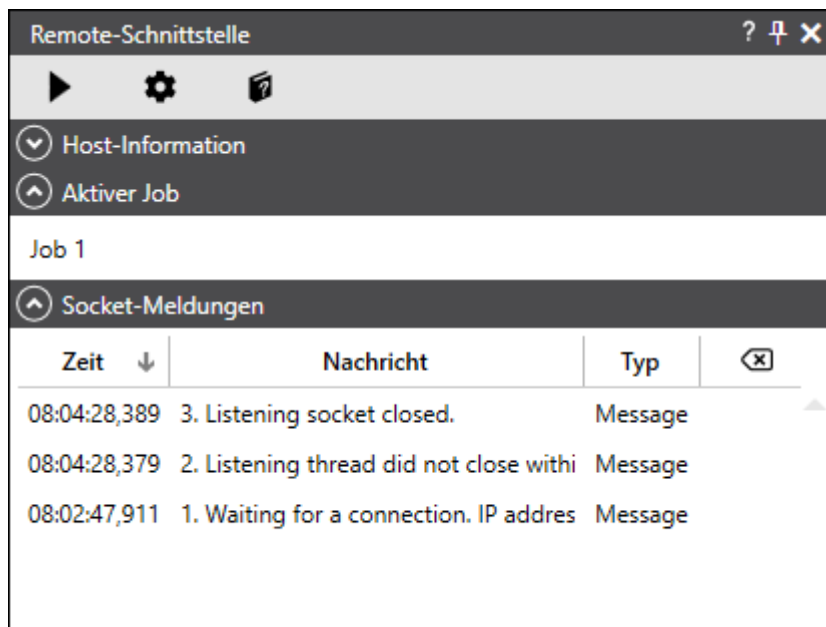 Remote-Schnittstelle ?
Host-Information
Aktiver Job
Job 1
Socket-Meldungen
Zeit Nachricht Typ
08:04:28,389 3. Listening socket closed. Message
08:04:28,379 2. Listening thread did not close withi Message
08:02:47,911 1. Waiting for a connection. IP addres Message